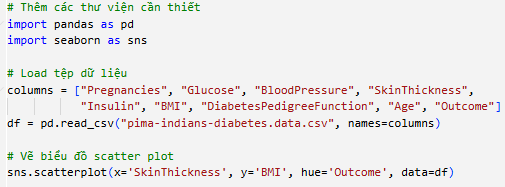 # Thêm các thư viện cần thiết
import pandas as pd
import seaborn as sns
# Load tệp dữ liệu
columns = ["Pregnancies", "Glucose", "BloodPressure", "SkinThickness",
"Insulin", "BMI", "DiabetesPedigreeFunction", "Age", "Outcome"]
df = pd.read_csv("pima-indians-diabetes.data.csv", names=columns)
# Vẽ biểu đồ scatter plot
sns.scatterplot(x='SkinThickness', y='BMI', hue='Outcome', data=df)